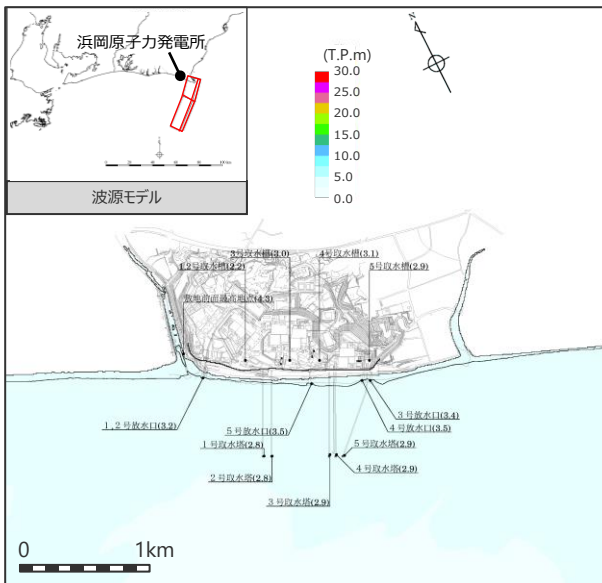 浜岡原子力発電所
N
(T.P.m)
30.0
25.0
20.0
15.0
10.0
5.0
0.0
波源モデル
3号取水槽(3.0)
4号取水槽(3.1)
1,2号取水槽(2.2)
5号取水槽(2.9)
敷地前面最高地点(4.3)
1,2号放水口(3.2)
5号放水口(3.5)
3号放水口(3.4)
4号放水口(3.5)
1号取水塔(2.8)
5号取水塔(2.9)
2号取水塔(2.8)
4号取水塔(2.9)
3号取水塔(2.9)
0 1km